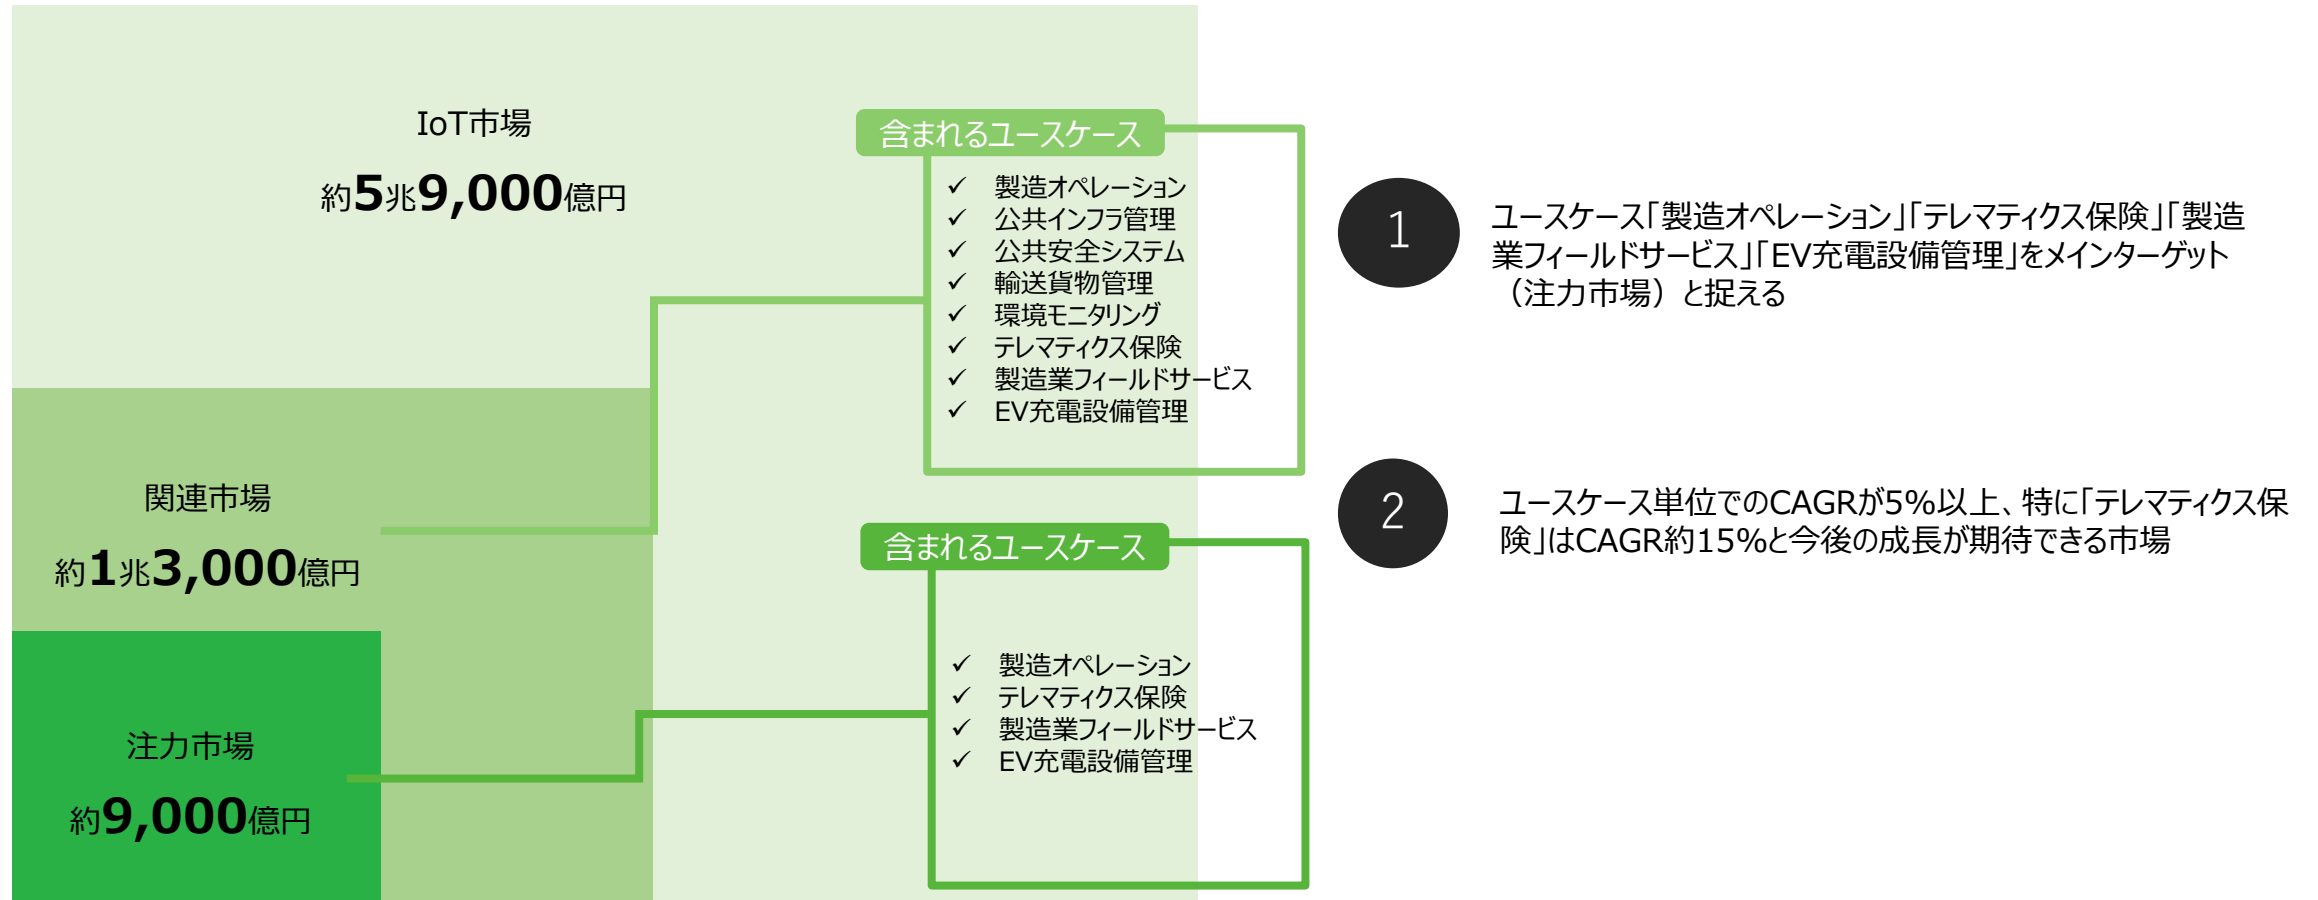 IoT市場
約5兆9,000億円
関連市場
約1兆3,000億円
注力市場
約9,000億円
含まれるユースケース
✓ 製造オペレーション
✓ 公共インフラ管理
✓ 公共安全システム
✓ 輸送貨物管理
✓ 環境モニタリング
✓ テレマティクス保険
✓ 製造業フィールドサービス
✓ EV充電設備管理
含まれるユースケース
✓ 製造オペレーション
✓ テレマティクス保険
✓ 製造業フィールドサービス
✓ EV充電設備管理
1
ユースケース「製造オペレーション」「テレマティクス保険」「製造
業フィールドサービス」「EV充電設備管理」をメインターゲット
（注力市場）と捉える
2
ユースケース単位でのCAGRが5%以上、特に「テレマティクス保
険」はCAGR約15%と今後の成長が期待できる市場